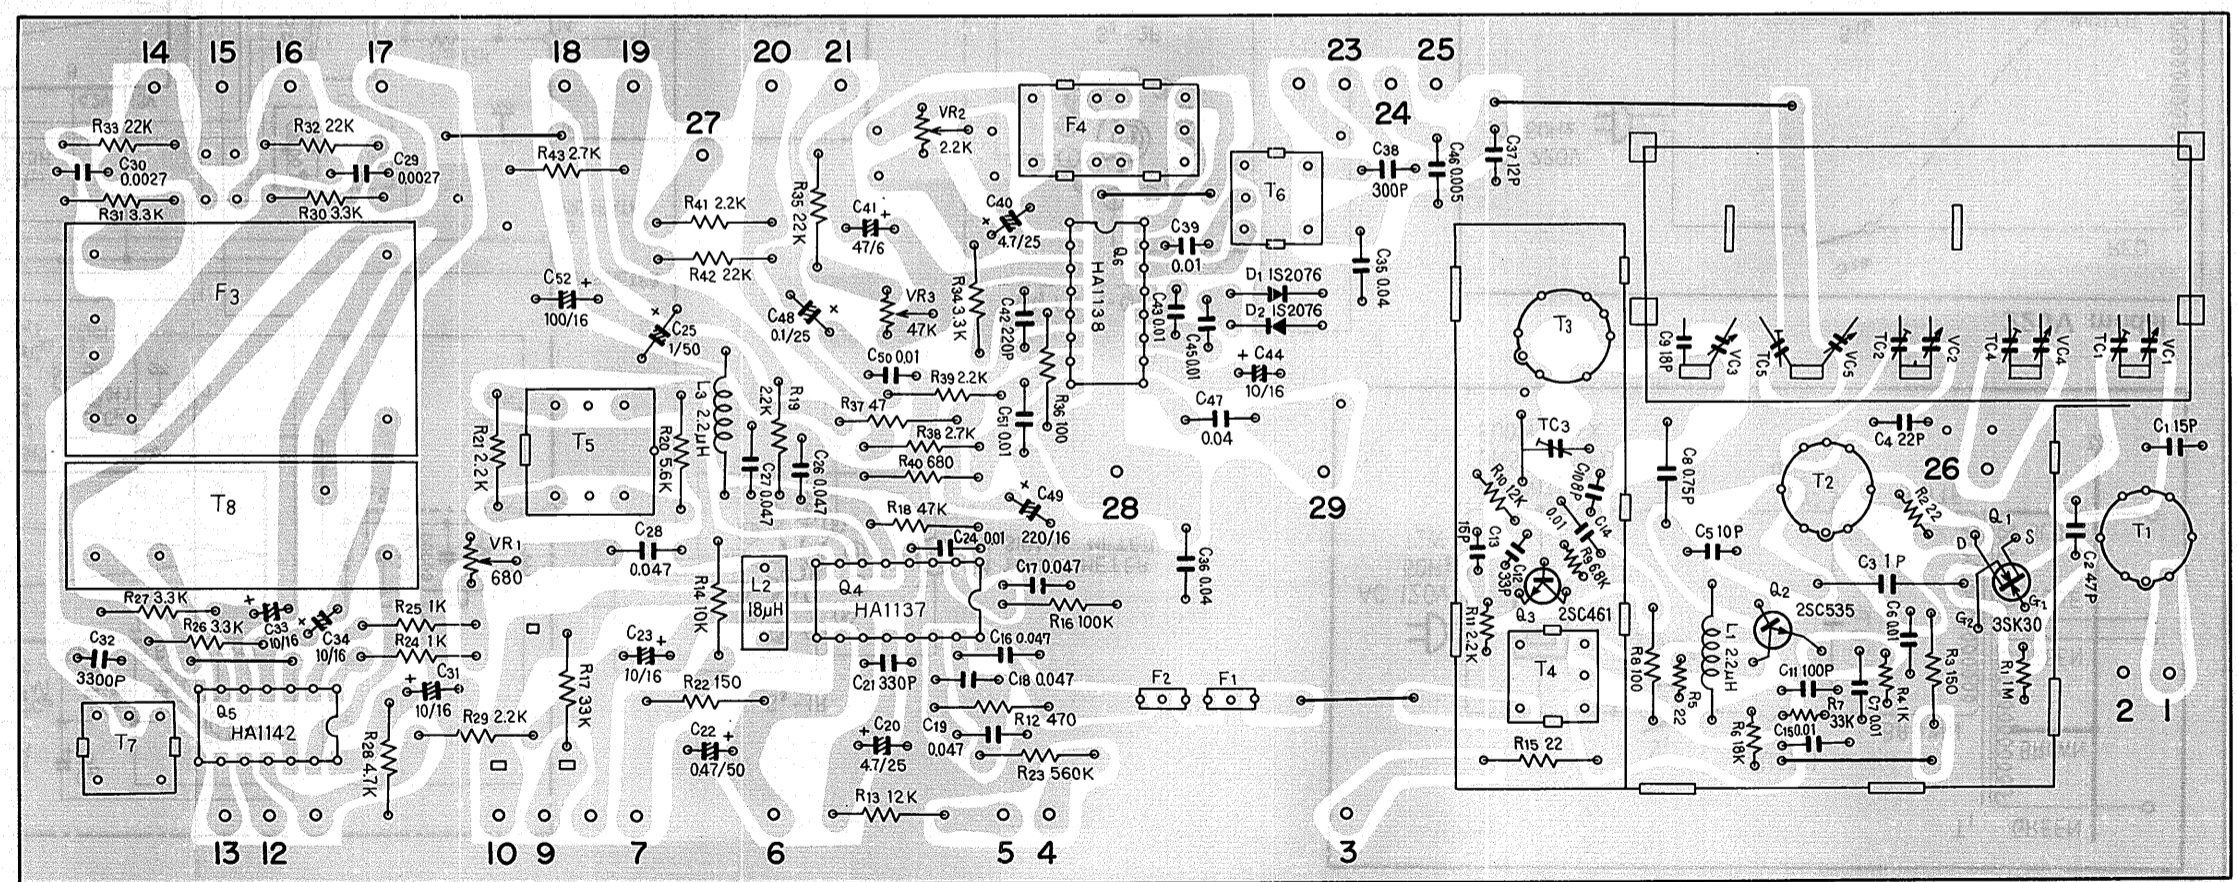 14 15 16 17 18 19 20 21 23 25
24
27
R33 22K
R32 22K
C30 0.0027
C29 0.0027
R31 3.3K
R30 3.3K
R43 2.7K
VR2 2.2K
F4
C38 300P
C46 0.005
C37 12P
T6
R35 22K
R41 2.2K
R42 22K
C41 + 47/6
C40 4.7/25
C39 0.01
Q6
HA1138
F3
C52 + 100/16
C25 1/50
C48 0.1/25
VR3 47K
R34 3.3K
C42 220P
C43 0.01
C45 0.01
D1 IS2076
D2 IS2076
C35 0.04
T3
C9 18P
VC3
TC5
VC5
TC2
VC2
TC4
VC4
TC1
VC1
C50 0.01
C44 + 10/16
R39 2.2K
R36 100
C51 0.01
C47 0.04
L3 2.2µH
R19 2.2K
R37 47
R38 2.7K
R40 680
R21 2.2K
T5
R20 5.6K
C27 0.047
C26 0.047
C49 220/16
TC3
C8 0.75P
C4 22P
C1 15P
T8
28
29
26
R10 12K
C10 8P
C14 0.01
T2
R2 22
Q1
D
S
G1
G2
3SK30
T1
C2 47P
R18 47K
C24 0.01
C28 0.047
VR1 680
C13 15P
C12 33P
R9 6.8K
C5 10P
C3 1P
C36 0.04
L2 18µH
Q4
HA1137
C17 0.047
R16 100K
R14 10K
Q3
2SC461
Q2
2SC535
R27 3.3K
R26 3.3K
C33 + 10/16
C34 10/16
R25 1K
R24 1K
C32 3300P
C31 + 10/16
C23 + 10/16
C16 0.047
C21 330P
C18 0.047
R11 2.2K
T4
R8 100
R5 22
L1 2.2µH
C6 0.01
R3 150
R1 1M
C11 100P
R7 33K
C7 0.001
R4 1K
R6 18K
C15 0.01
R17 33K
R22 150
F2
F1
R12 470
T7
Q5
HA1142
R29 2.2K
R28 4.7K
C22 + 0.47/50
C20 + 4.7/25
C19 0.047
R23 560K
R15 22
R13 12K
2 1
13 12 10 9 7 6 5 4 3